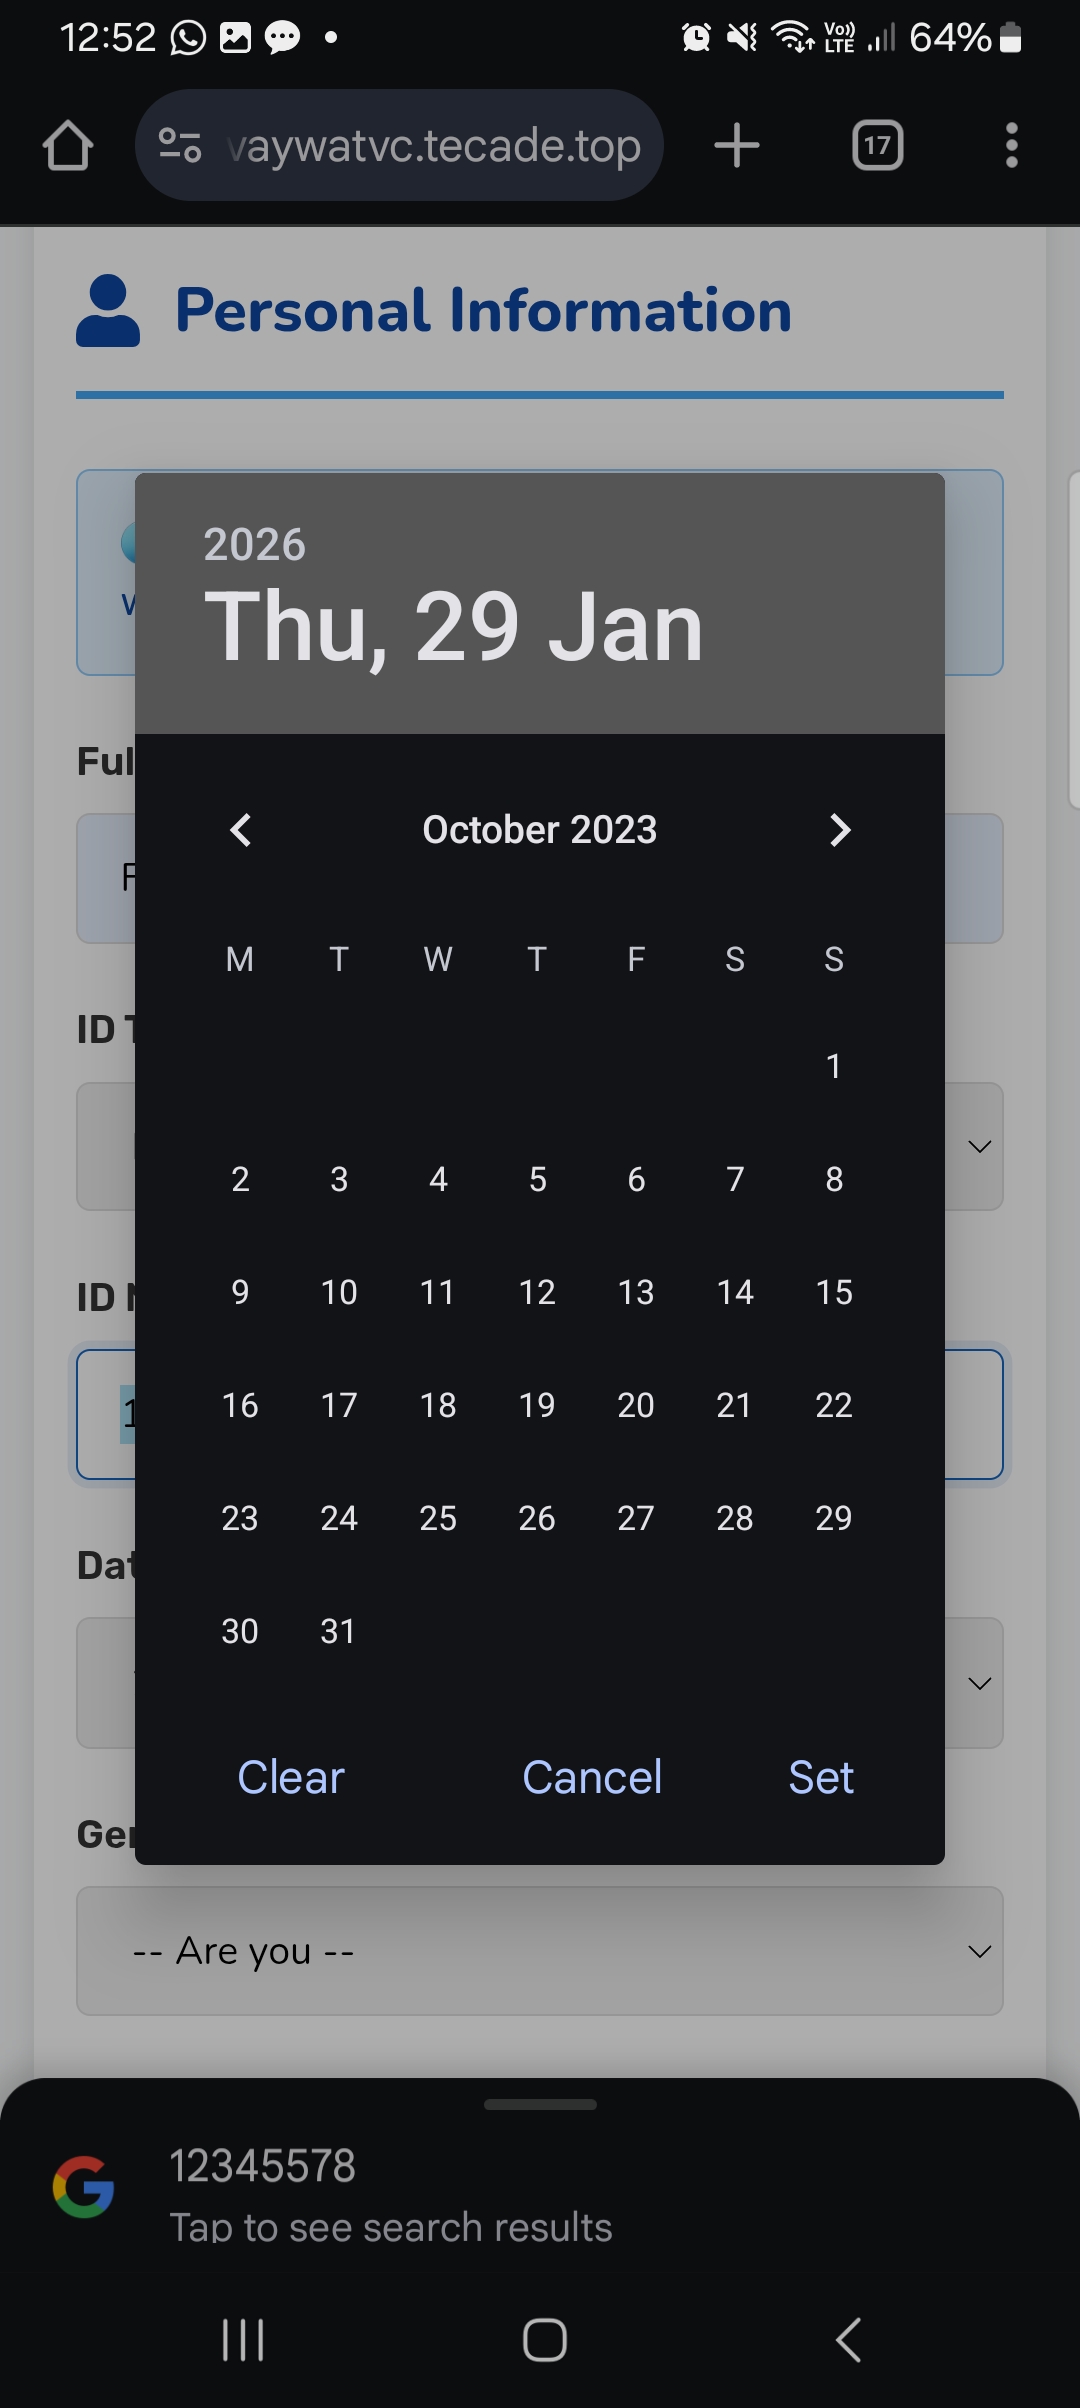 12:52
Vo)) LTE 64%
vaywatvc.tecade.top
17
Personal Information
2026
Thu, 29 Jan
October 2023
M T W T F S S
1
2 3 4 5 6 7 8
9 10 11 12 13 14 15
16 17 18 19 20 21 22
23 24 25 26 27 28 29
30 31
Clear Cancel Set
-- Are you --
12345578
Tap to see search results